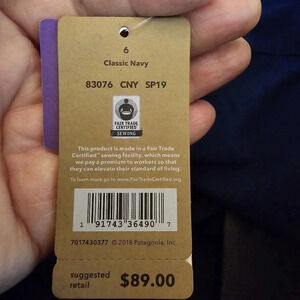 6
Classic Navy
83076 CNY SP19
FAIR TRADE
CERTIFIED
SEWING
This product is made in a Fair Trade
Certified™ sewing facility, which means
we pay a premium to workers so that
they can elevate their standard of living.
To learn more go to www.FairTradeCertified.org.
1 91743 36490 7
7017430377 © 2018 Patagonia, Inc.
suggested
retail
$89.00